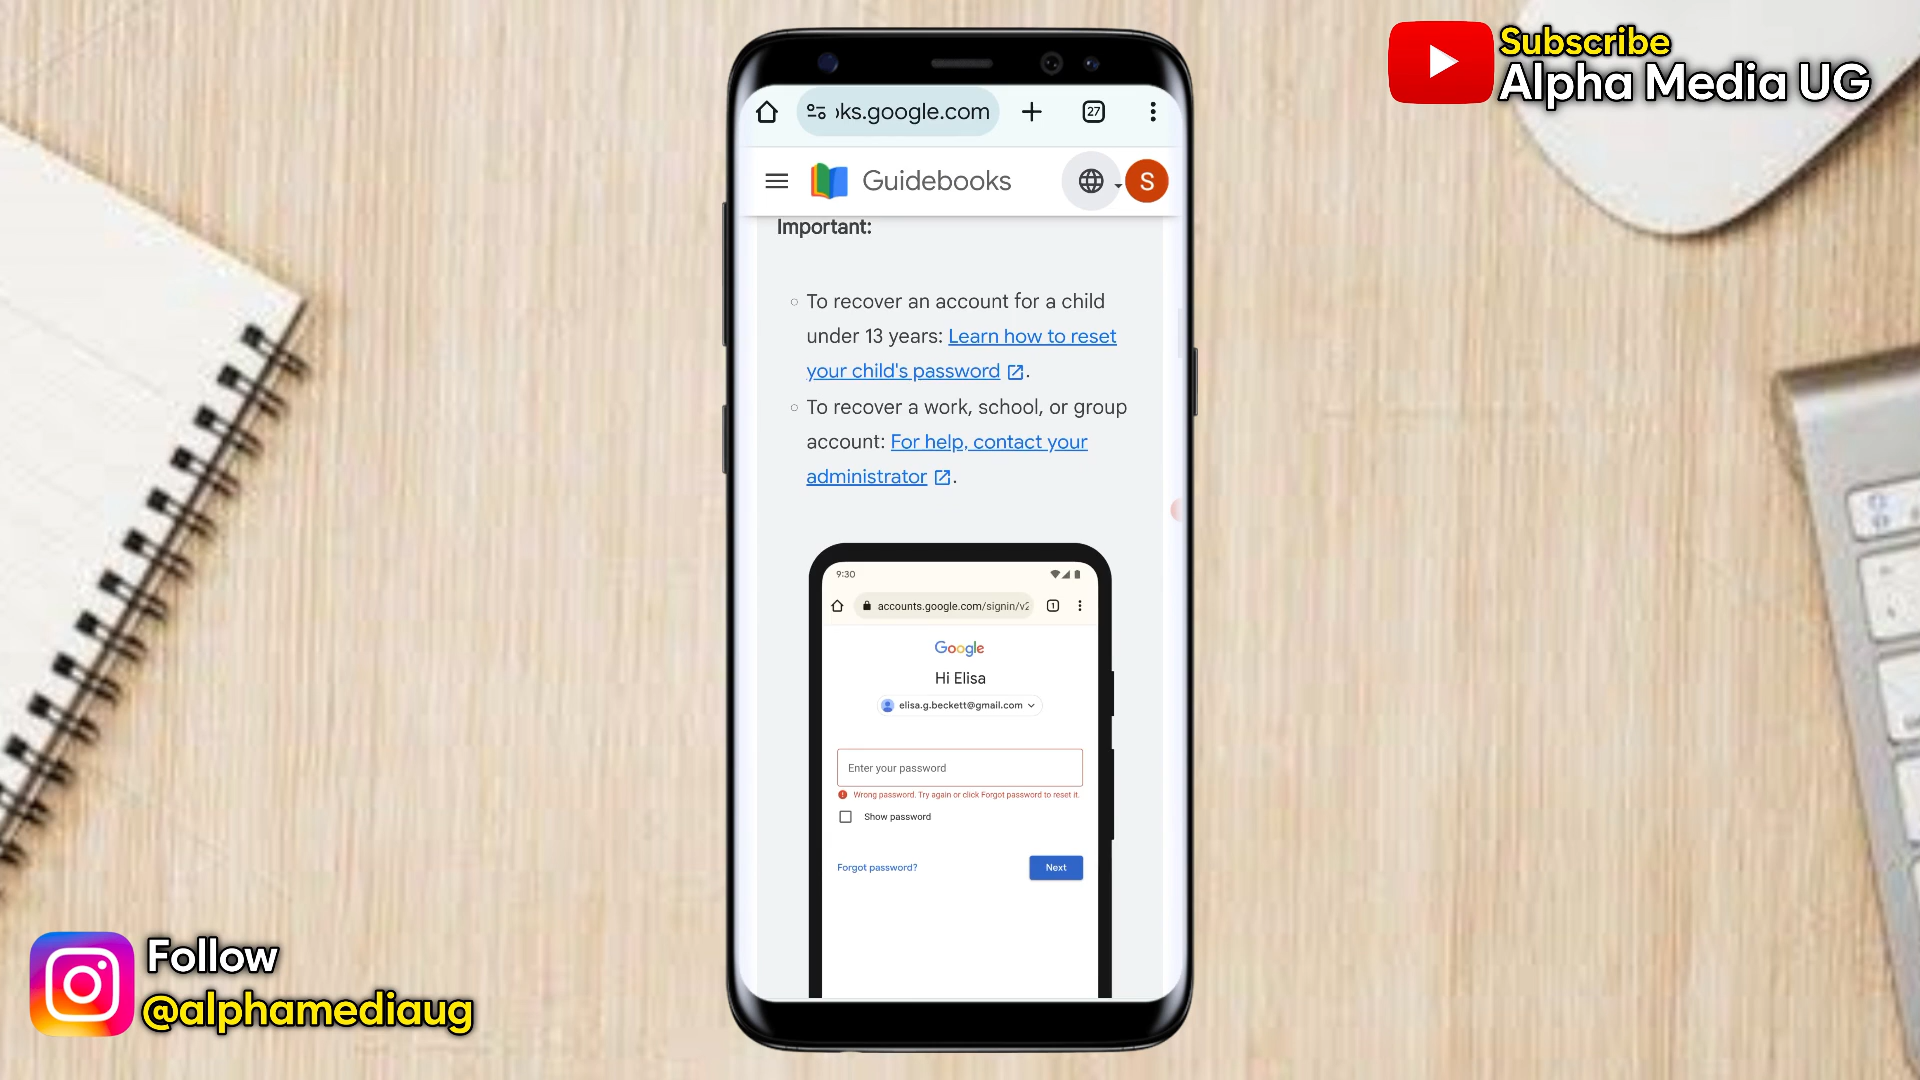 Subscribe
Alpha Media UG
ks.google.com
27
Guidebooks
S
Important:
To recover an account for a child
under 13 years: Learn how to reset
your child's password.
To recover a work, school, or group
account: For help, contact your
administrator.
9:30
accounts.google.com/signin/v2
1
Google
Hi Elisa
elisa.g.beckett@gmail.com
Enter your password
Wrong password. Try again or click Forgot password to reset it.
Show password
Forgot password?
Next
Follow
@alphamediaug